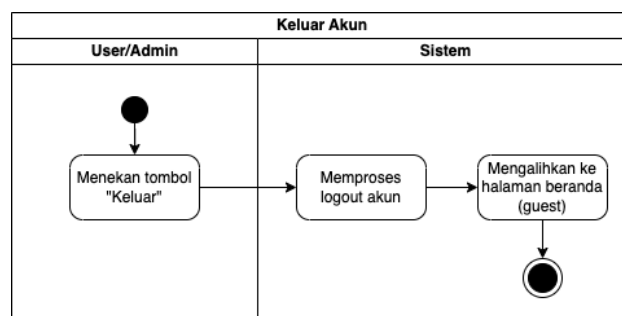 Keluar Akun
User/Admin
Sistem
Menekan tombol
"Keluar"
Memproses
logout akun
Mengalihkan ke
halaman beranda
(guest)